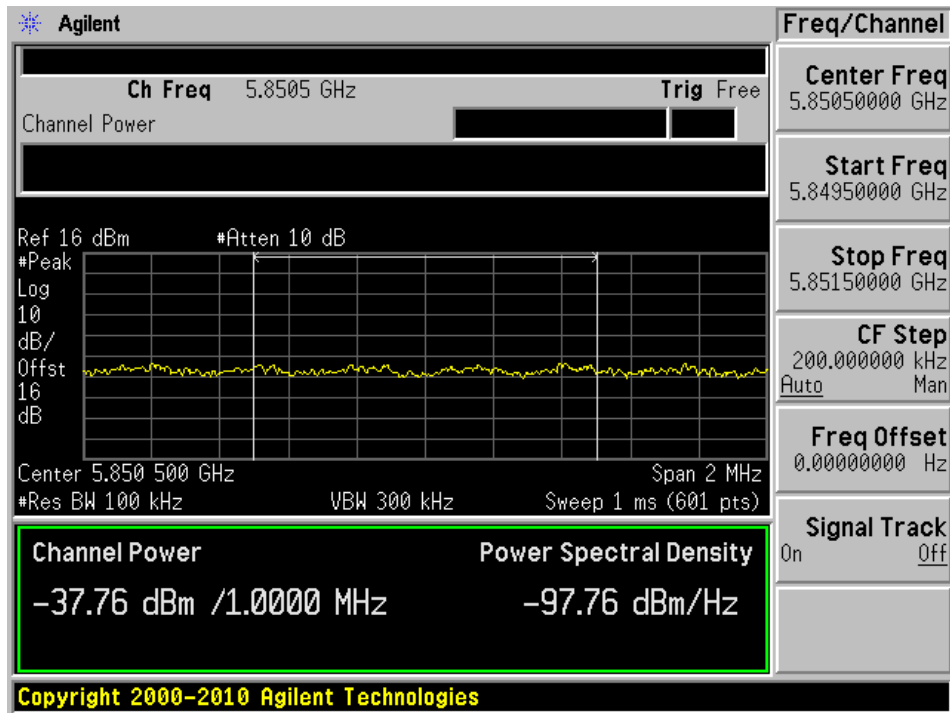 Agilent
Freq/Channel
Ch Freq 5.8505 GHz Trig Free
Channel Power
Ref 16 dBm #Atten 10 dB
#Peak
Log
10
dB/
Offst
16
dB
Center 5.850 500 GHz Span 2 MHz
#Res BW 100 kHz VBW 300 kHz Sweep 1 ms (601 pts)
Channel Power Power Spectral Density
-37.76 dBm /1.0000 MHz -97.76 dBm/Hz
Center Freq
5.85050000 GHz
Start Freq
5.84950000 GHz
Stop Freq
5.85150000 GHz
CF Step
200.000000 kHz
Auto Man
Freq Offset
0.00000000 Hz
Signal Track
On Off
Copyright 2000-2010 Agilent Technologies